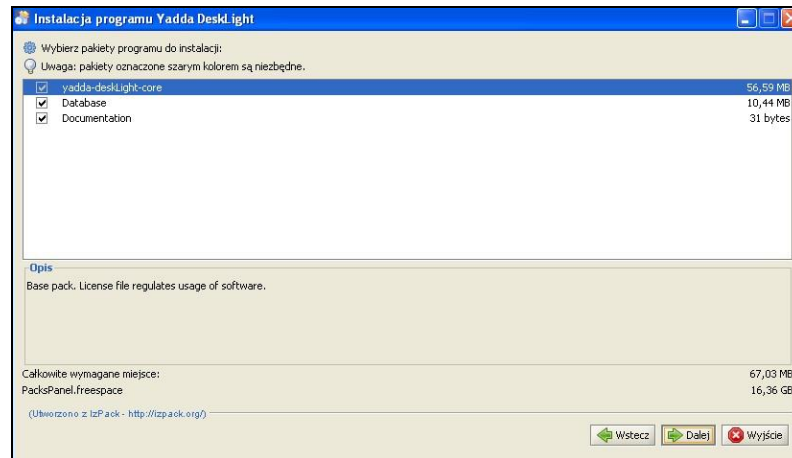 Instalacja programu Yadda DeskLight
Wybierz pakiety programu do instalacji:
Uwaga: pakiety oznaczone szarym kolorem są niezbędne.
yadda-deskLight-core 56,59 MB
Database 10,44 MB
Documentation 31 bytes
Opis
Base pack. License file regulates usage of software.
Całkowite wymagane miejsce: 67,03 MB
PacksPanel.freespace 16,36 GB
(Utworzono z IzPack - http://izpack.org/)
Wstecz Dalej Wyjście